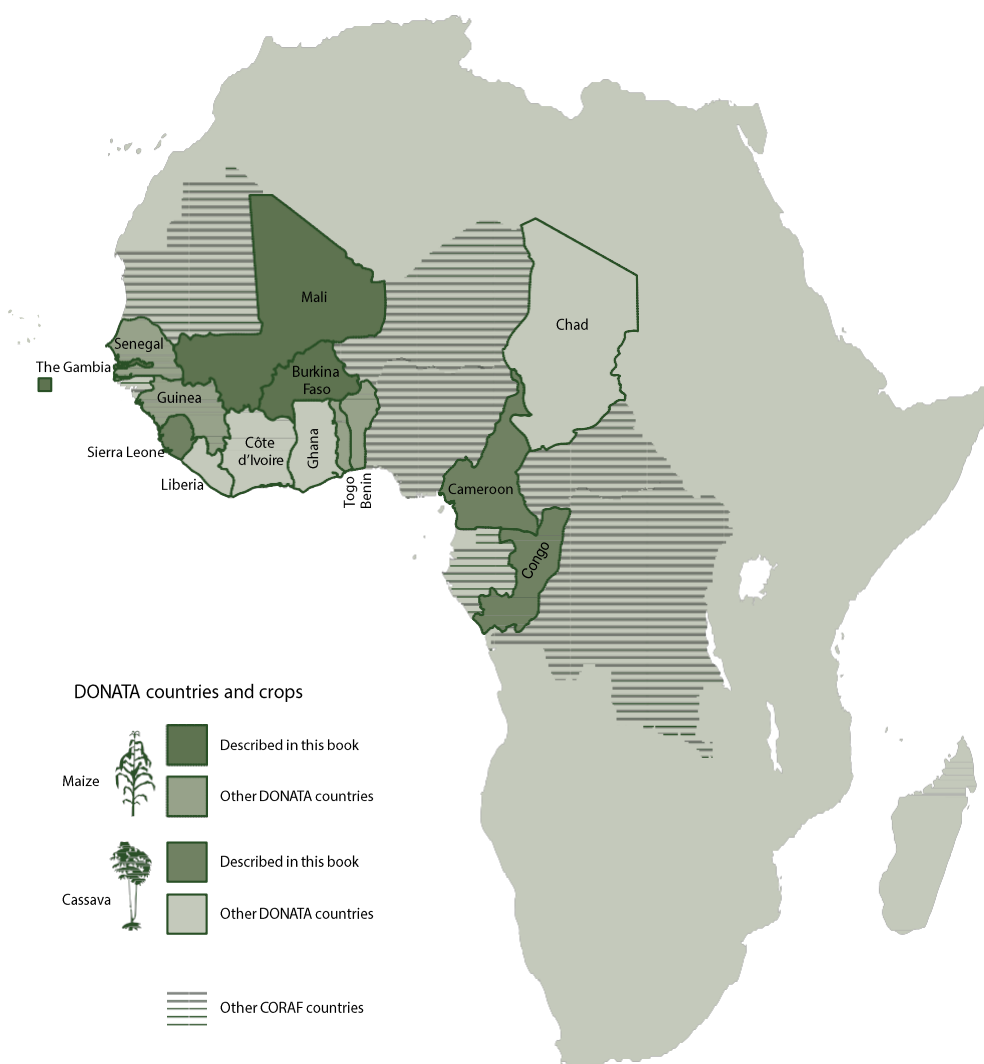 Mali
Chad
Senegal
The Gambia
Burkina
Faso
Guinea
Côte
d'Ivoire
Ghana
Sierra Leone
Liberia
Togo
Benin
Cameroon
Congo
DONATA countries and crops
Described in this book
Maize
Other DONATA countries
Described in this book
Cassava
Other DONATA countries
Other CORAF countries